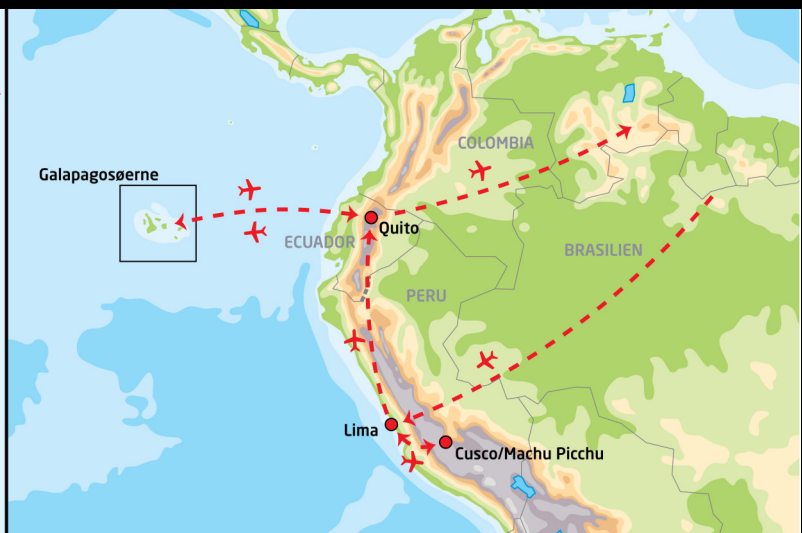 COLOMBIA
Galapagosøerne
Quito
ECUADOR
BRASILIEN
PERU
Lima
Cusco/Machu Picchu